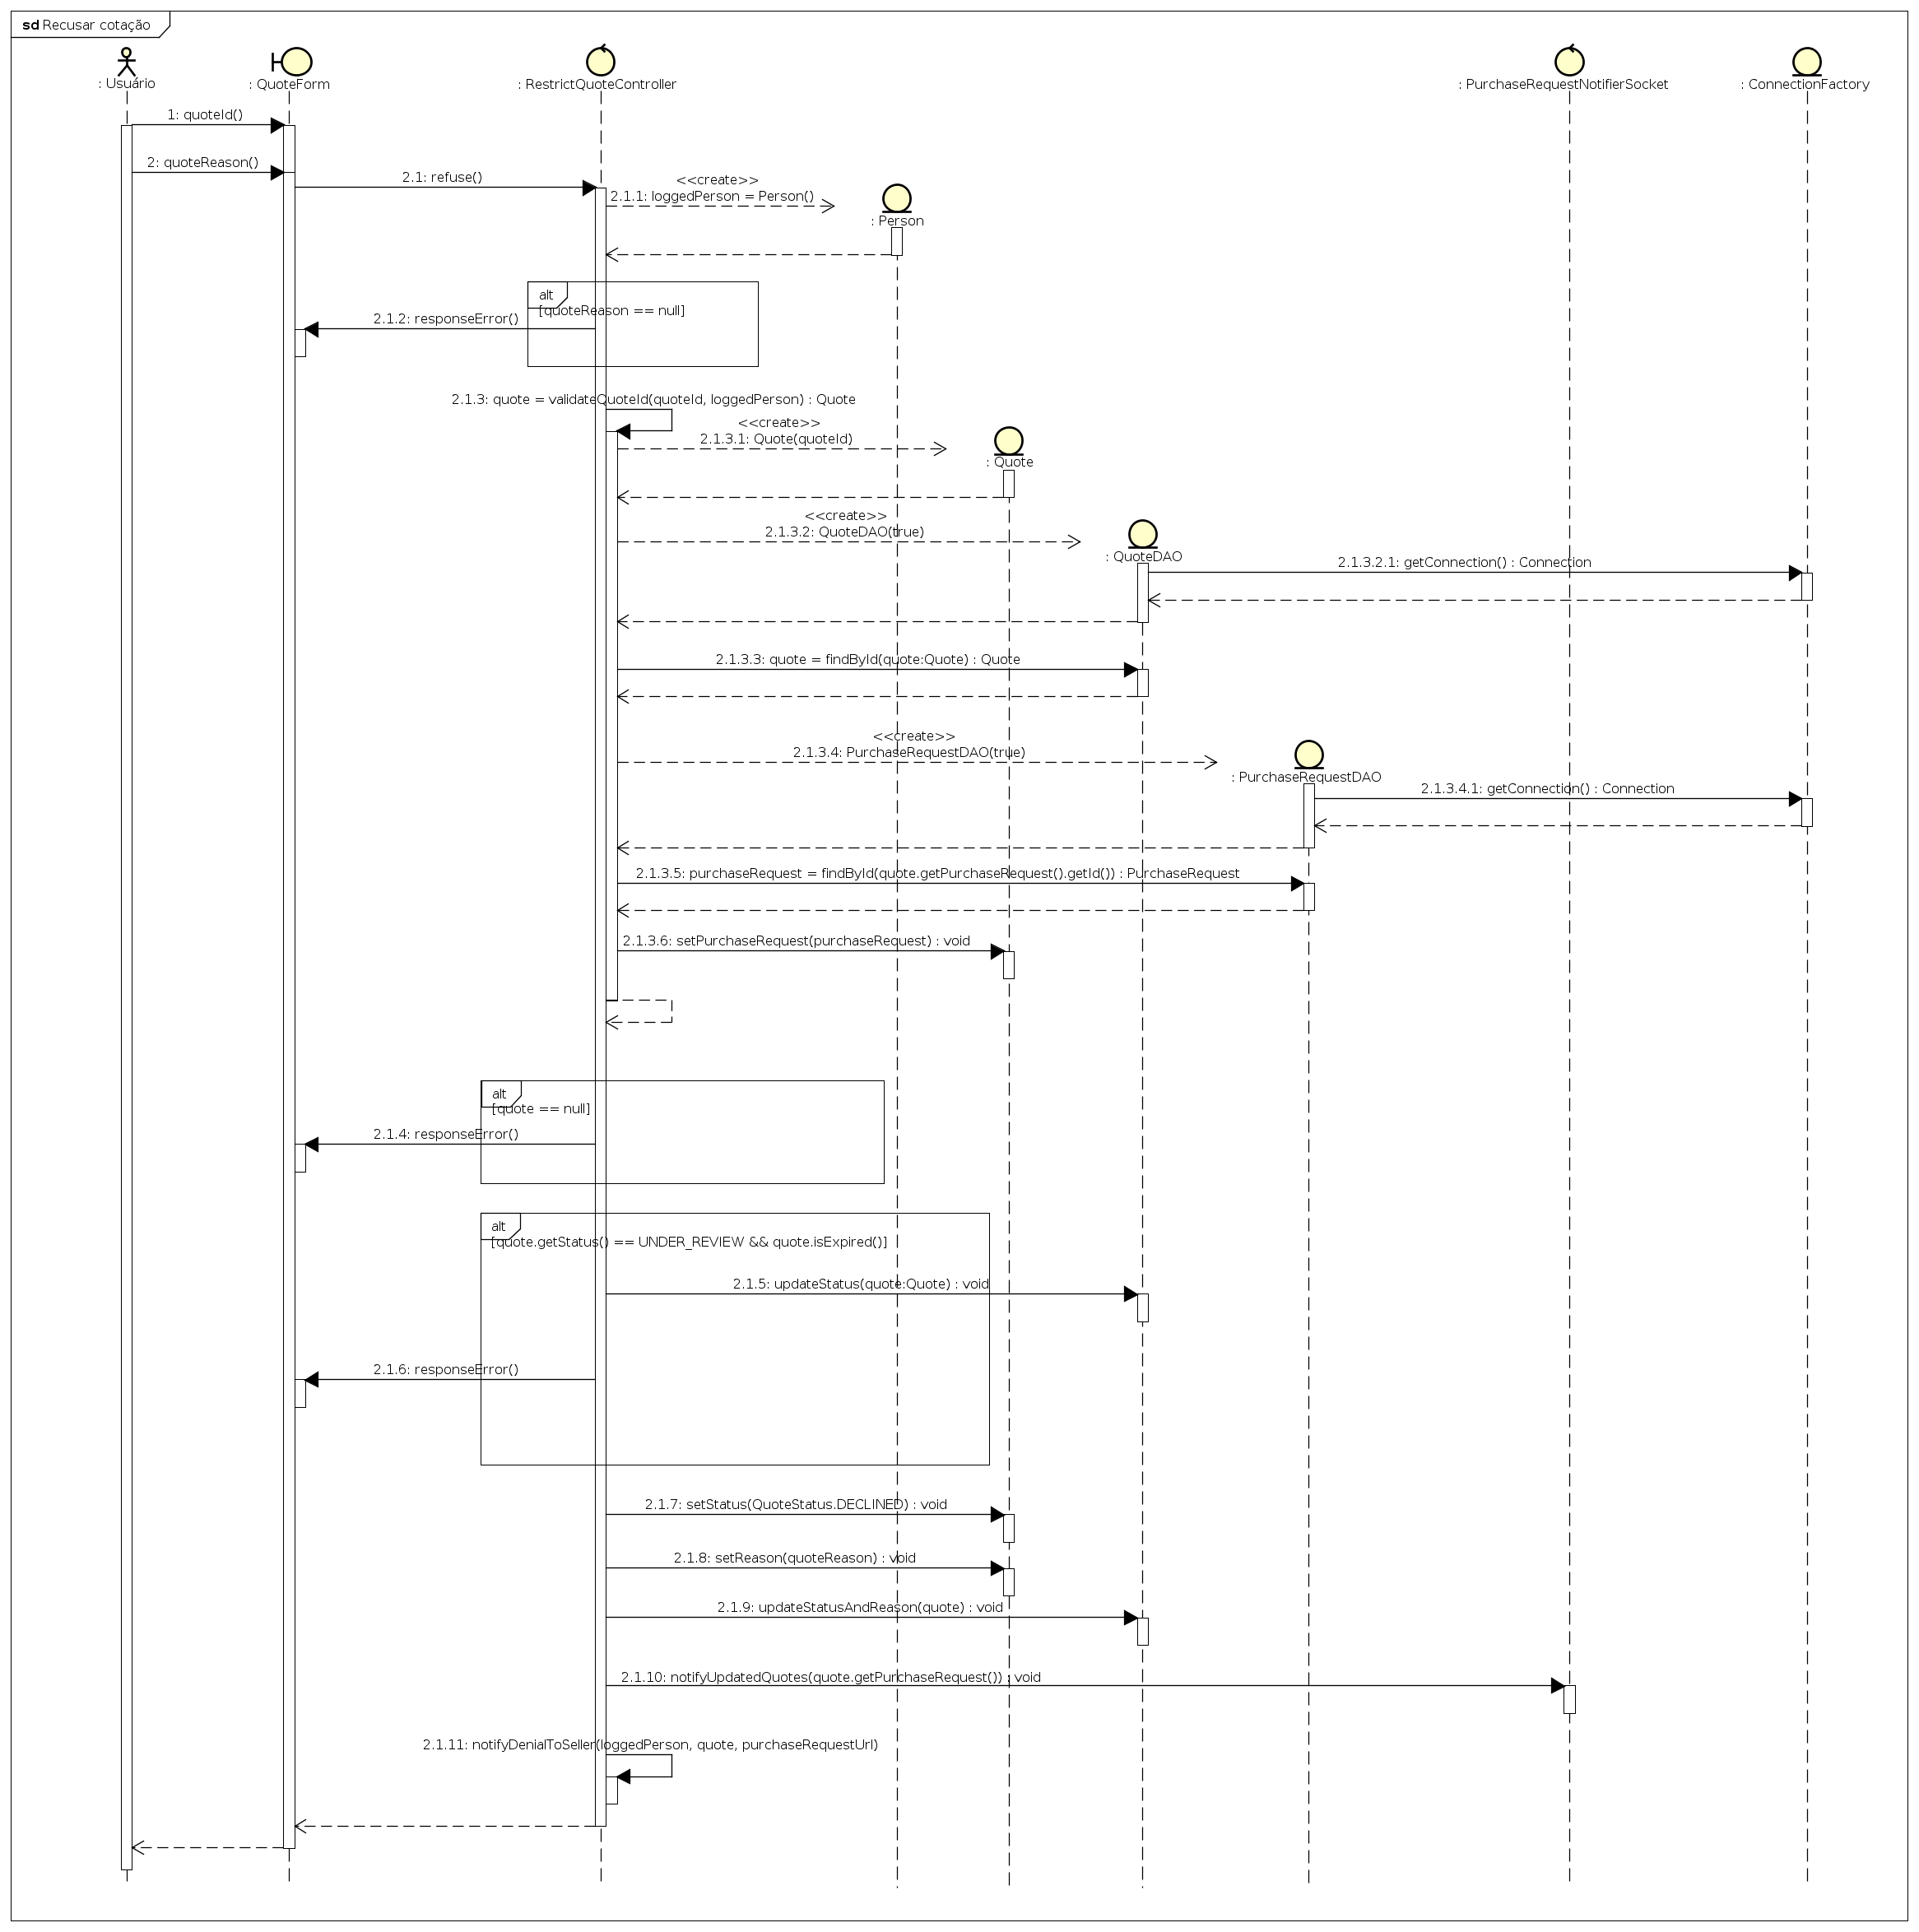 sd Recusar cotação
: Usuário
: QuoteForm
: RestrictQuoteController
: PurchaseRequestNotifierSocket
: ConnectionFactory
1: quoteId()
2: quoteReason()
2.1: refuse()
<<create>>
2.1.1: loggedPerson = Person()
: Person
alt
[quoteReason == null]
2.1.2: responseError()
2.1.3: quote = validateQuoteId(quoteId, loggedPerson) : Quote
<<create>>
2.1.3.1: Quote(quoteId)
: Quote
<<create>>
2.1.3.2: QuoteDAO(true)
: QuoteDAO
2.1.3.2.1: getConnection() : Connection
2.1.3.3: quote = findById(quote:Quote) : Quote
<<create>>
2.1.3.4: PurchaseRequestDAO(true)
: PurchaseRequestDAO
2.1.3.4.1: getConnection() : Connection
2.1.3.5: purchaseRequest = findById(quote.getPurchaseRequest().getId()) : PurchaseRequest
2.1.3.6: setPurchaseRequest(purchaseRequest) : void
alt
[quote == null]
2.1.4: responseError()
alt
[quote.getStatus() == UNDER_REVIEW && quote.isExpired()]
2.1.5: updateStatus(quote:Quote) : void
2.1.6: responseError()
2.1.7: setStatus(QuoteStatus.DECLINED) : void
2.1.8: setReason(quoteReason) : void
2.1.9: updateStatusAndReason(quote) : void
2.1.10: notifyUpdatedQuotes(quote.getPurchaseRequest()) : void
2.1.11: notifyDenialToSeller(loggedPerson, quote, purchaseRequestUrl)